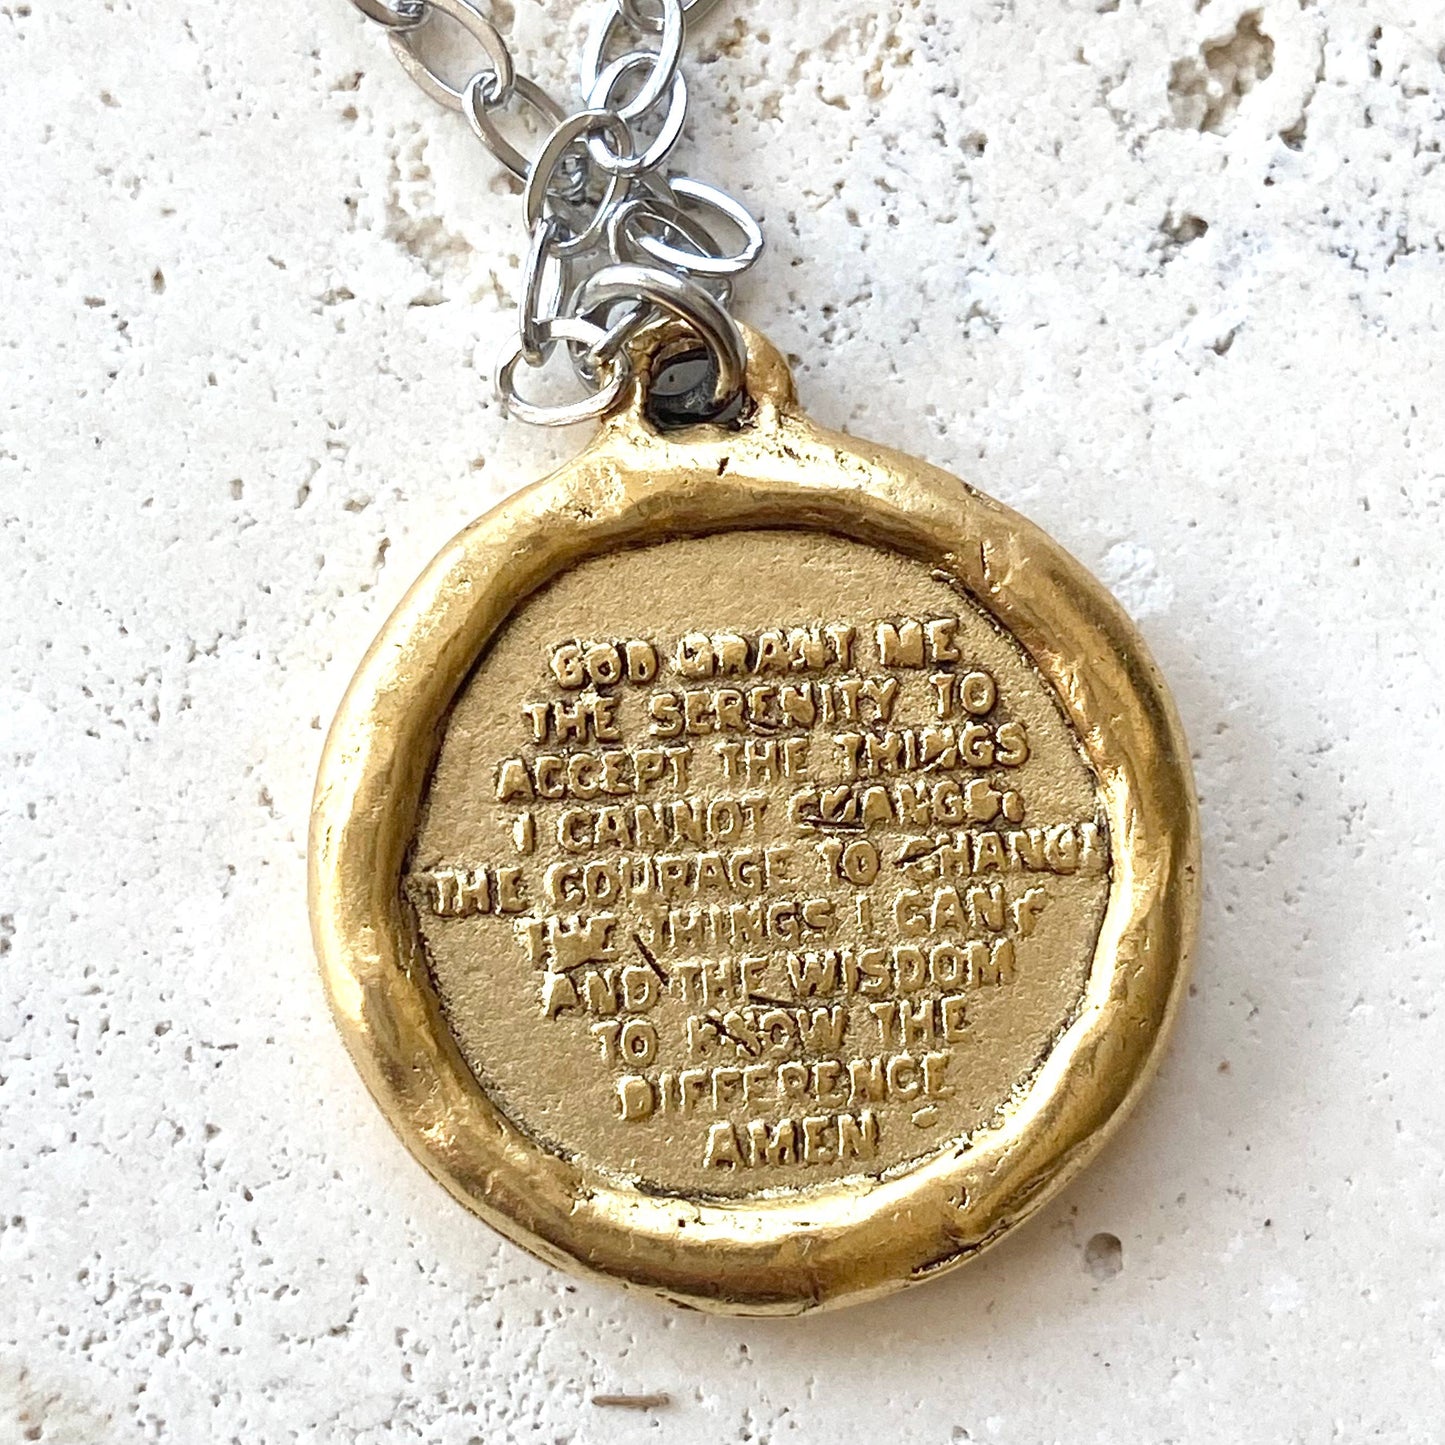 GOD GRANT ME
THE SERENITY TO
ACCEPT THE THINGS
I CANNOT CHANGE:
THE COURAGE TO CHANGE
THE THINGS I CAN,
AND THE WISDOM
TO KNOW THE
DIFFERENCE
AMEN